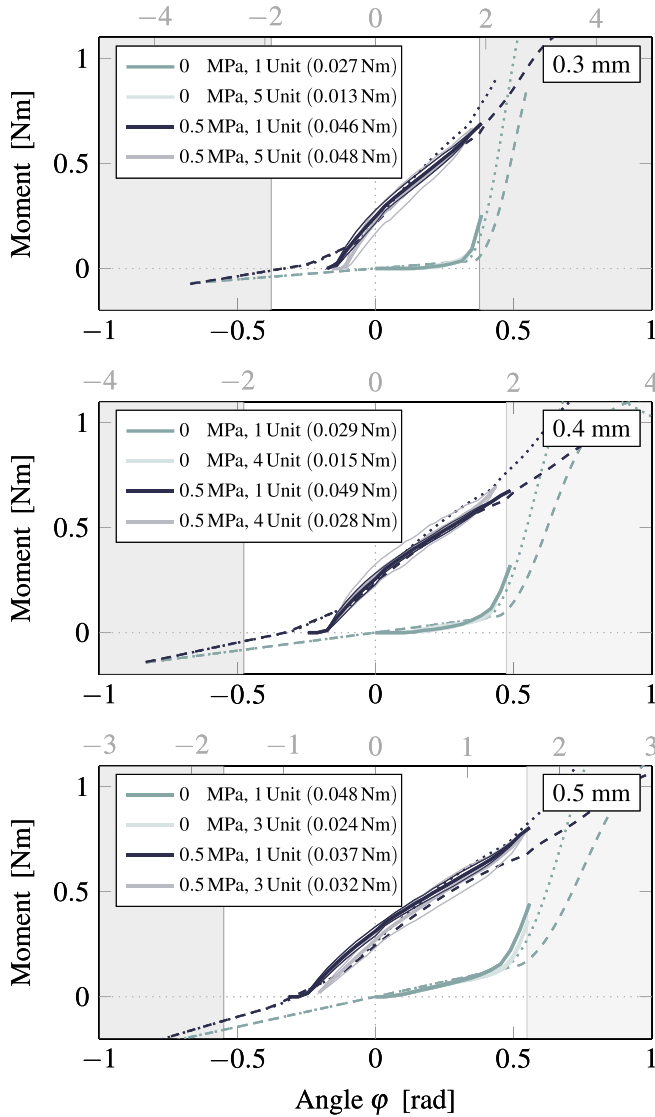 −4 −2 0 2 4
1
0.5
0
Moment [Nm]
0 MPa, 1 Unit (0.027 Nm)
0 MPa, 5 Unit (0.013 Nm)
0.5 MPa, 1 Unit (0.046 Nm)
0.5 MPa, 5 Unit (0.048 Nm)
0.3 mm
−1 −0.5 0 0.5 1
−4 −2 0 2 4
1
0.5
0
Moment [Nm]
0 MPa, 1 Unit (0.029 Nm)
0 MPa, 4 Unit (0.015 Nm)
0.5 MPa, 1 Unit (0.049 Nm)
0.5 MPa, 4 Unit (0.028 Nm)
0.4 mm
−1 −0.5 0 0.5 1
−3 −2 −1 0 1 2 3
1
0.5
0
Moment [Nm]
0 MPa, 1 Unit (0.048 Nm)
0 MPa, 3 Unit (0.024 Nm)
0.5 MPa, 1 Unit (0.037 Nm)
0.5 MPa, 3 Unit (0.032 Nm)
0.5 mm
−1 −0.5 0 0.5 1
Angle φ [rad]